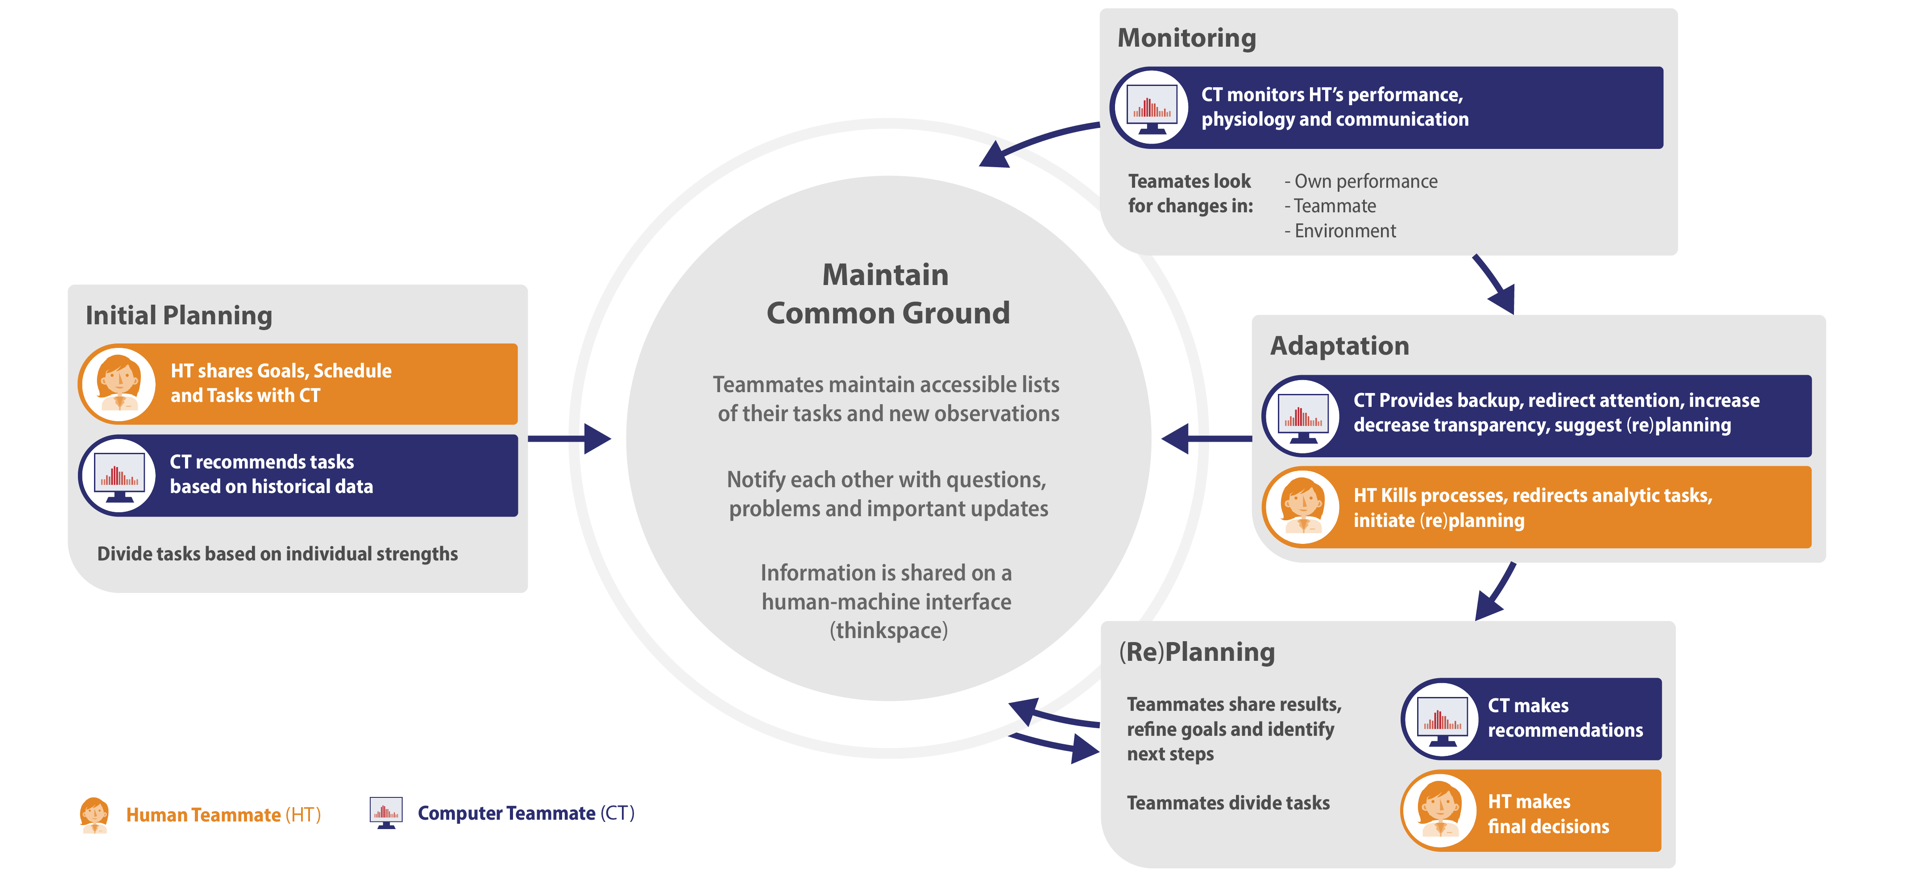 Monitoring
CT monitors HT's performance,
physiology and communication
Teamates look
for changes in:
- Own performance
- Teammate
- Environment
Initial Planning
HT shares Goals, Schedule
and Tasks with CT
CT recommends tasks
based on historical data
Divide tasks based on individual strengths
Maintain
Common Ground
Teammates maintain accessible lists
of their tasks and new observations
Notify each other with questions,
problems and important updates
Information is shared on a
human-machine interface
(thinkspace)
Adaptation
CT Provides backup, redirect attention, increase
decrease transparency, suggest (re)planning
HT Kills processes, redirects analytic tasks,
initiate (re)planning
(Re)Planning
Teammates share results,
refine goals and identify
next steps
Teammates divide tasks
CT makes
recommendations
HT makes
final decisions
Human Teammate (HT)
Computer Teammate (CT)